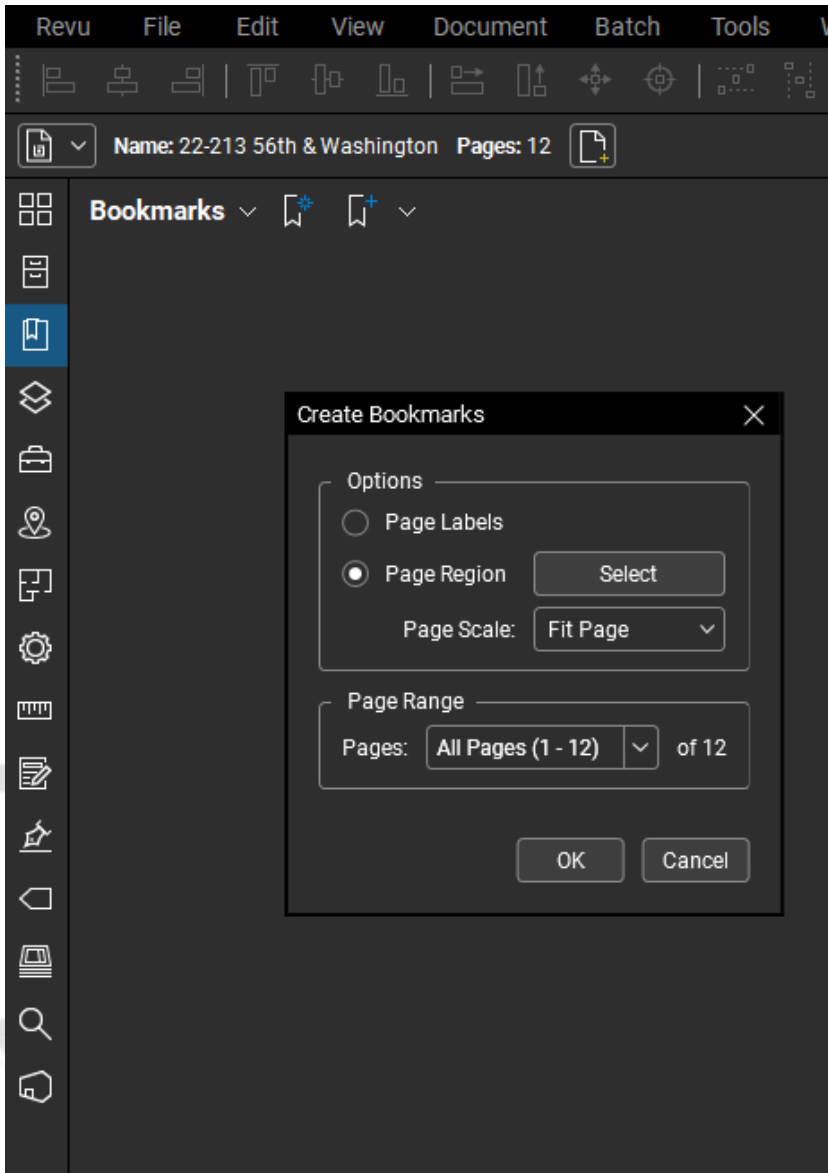 Revu File Edit View Document Batch Tools
Name: 22-213 56th & Washington Pages: 12
Bookmarks
Create Bookmarks
Options
Page Labels
Page Region Select
Page Scale: Fit Page
Page Range
Pages: All Pages (1 - 12) of 12
OK Cancel